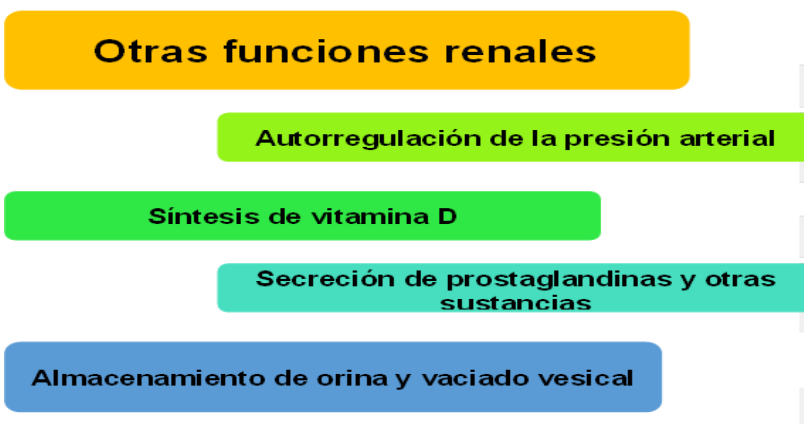 Otras funciones renales
Autorregulación de la presión arterial
Síntesis de vitamina D
Secreción de prostaglandinas y otras
sustancias
Almacenamiento de orina y vaciado vesical